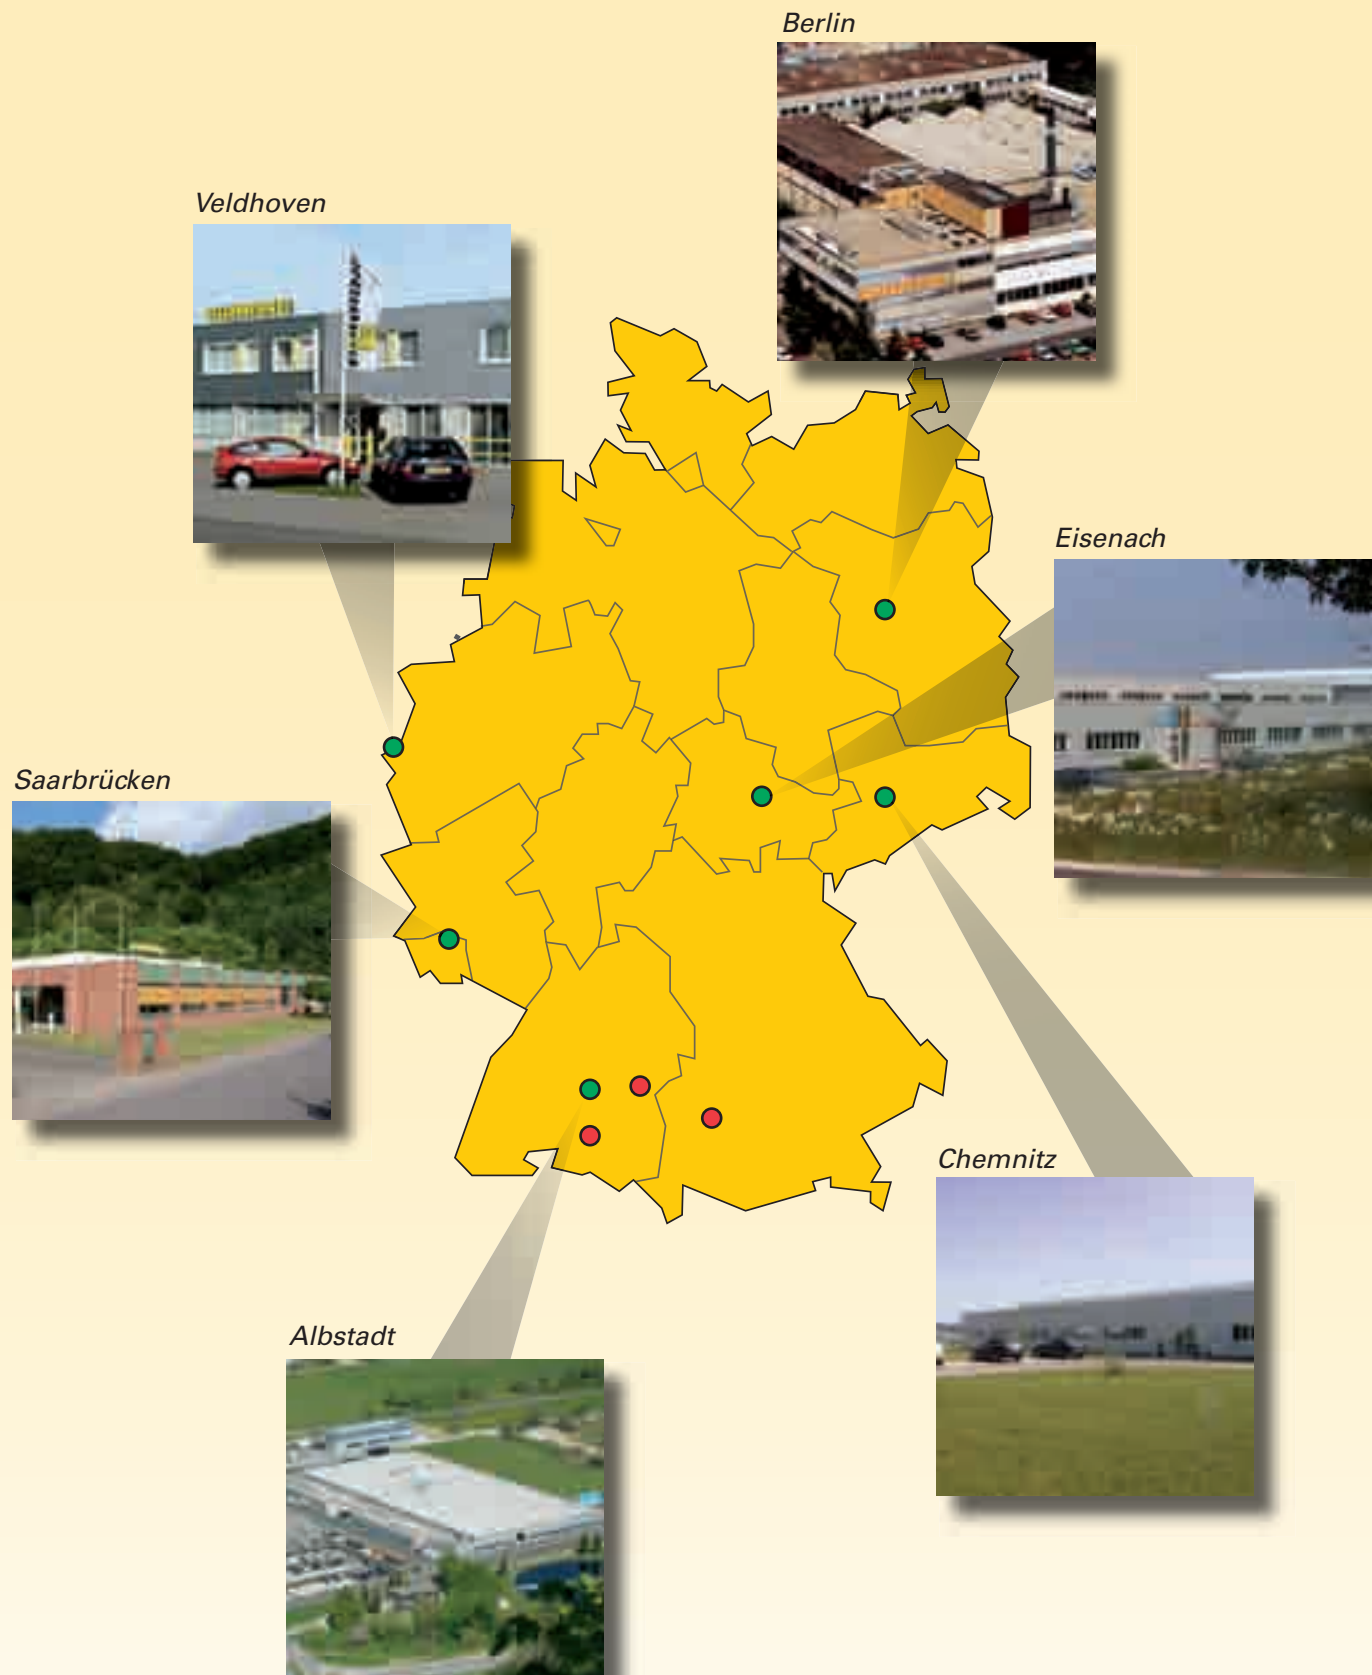 Berlin
Veldhoven
Eisenach
Saarbrücken
Chemnitz
Albstadt